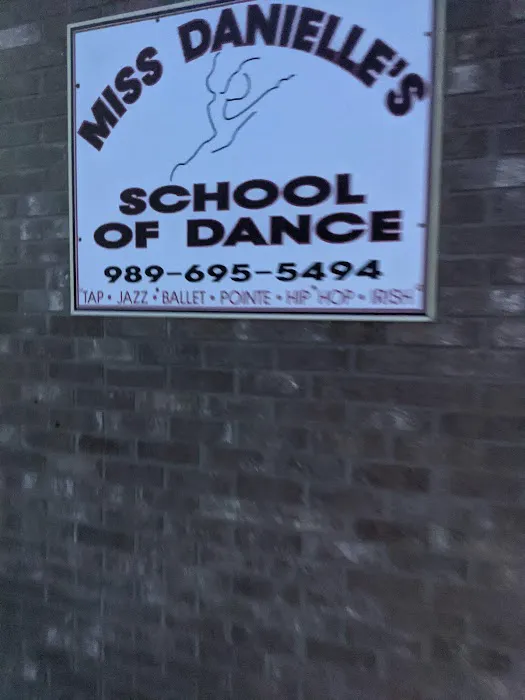 MISS DANIELLE'S
SCHOOL
OF DANCE
989-695-5494
TAP • JAZZ • BALLET • POINTE • HIP HOP • IRISH